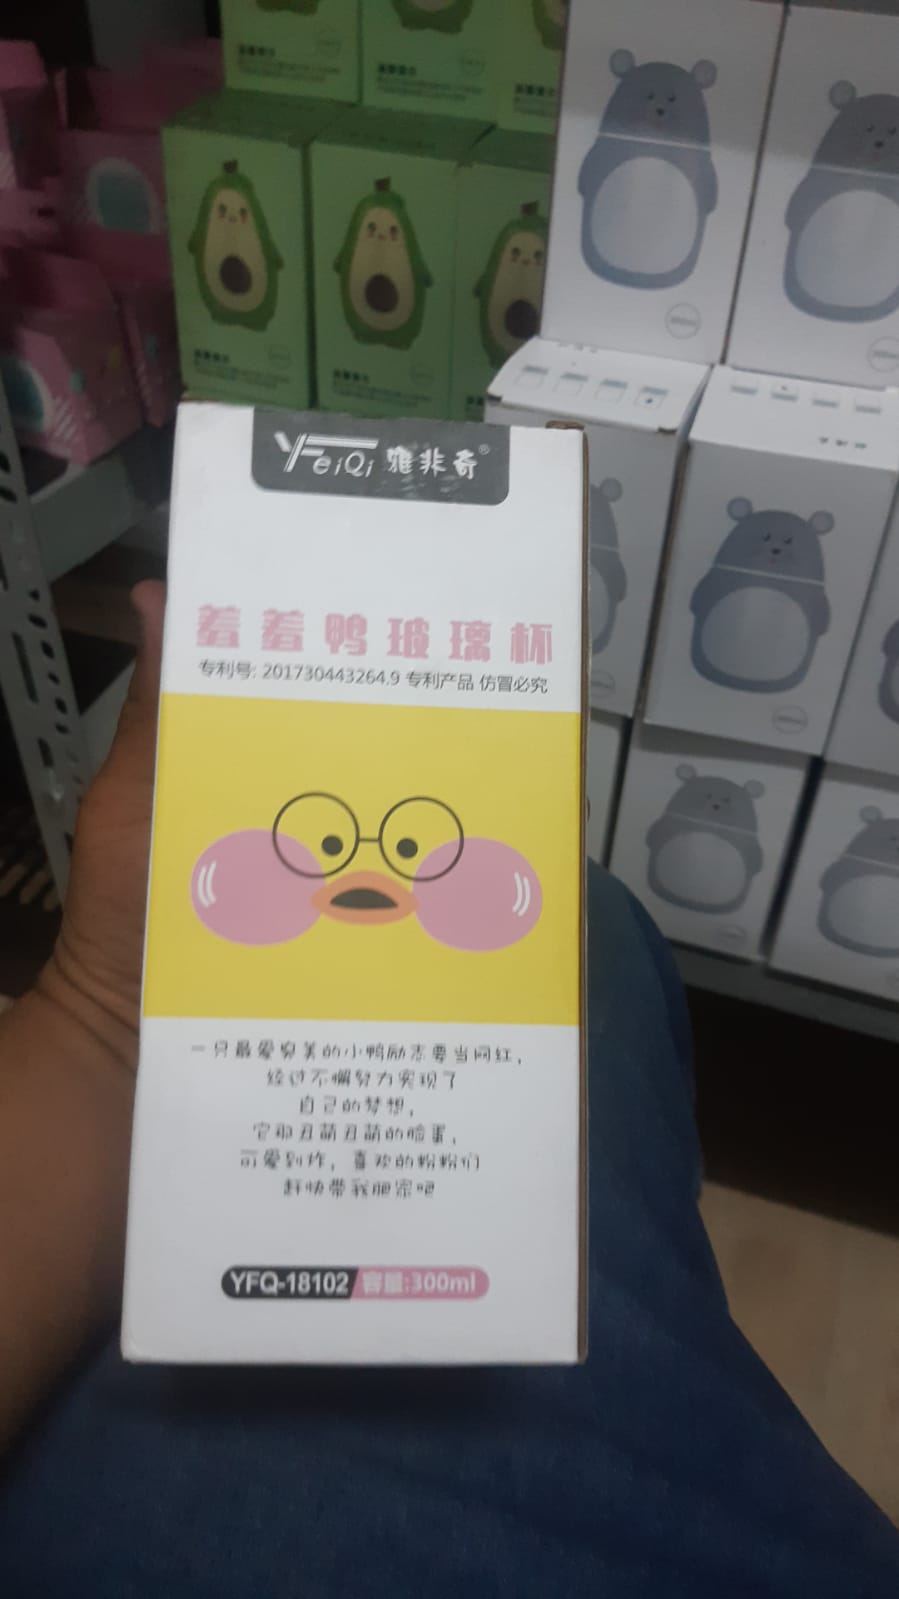 YFeiQi 雅非奇®
羞羞鸭玻璃杯
专利号: 201730443264.9 专利产品 仿冒必究
一只最爱臭美的小鸭励志要当网红，
经过不懈努力实现了
自己的梦想，
它那丑萌丑萌的脸蛋，
可爱到炸，喜欢的粉粉们
赶快带我肥家吧
YFQ-18102 容量:300ml